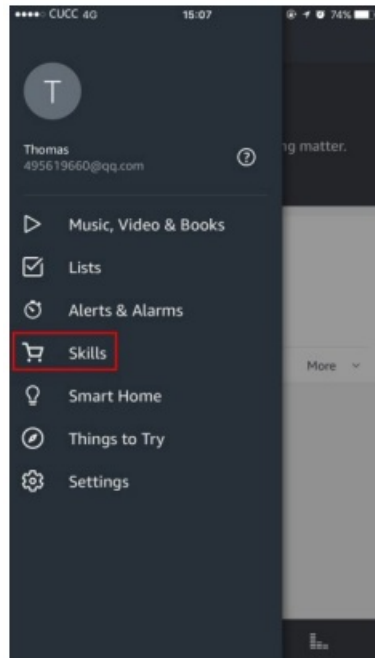 CUCC 4G 15:07 74%
T
Thomas
495619660@qq.com
ng matter.
Music, Video & Books
Lists
Alerts & Alarms
Skills
More
Smart Home
Things to Try
Settings